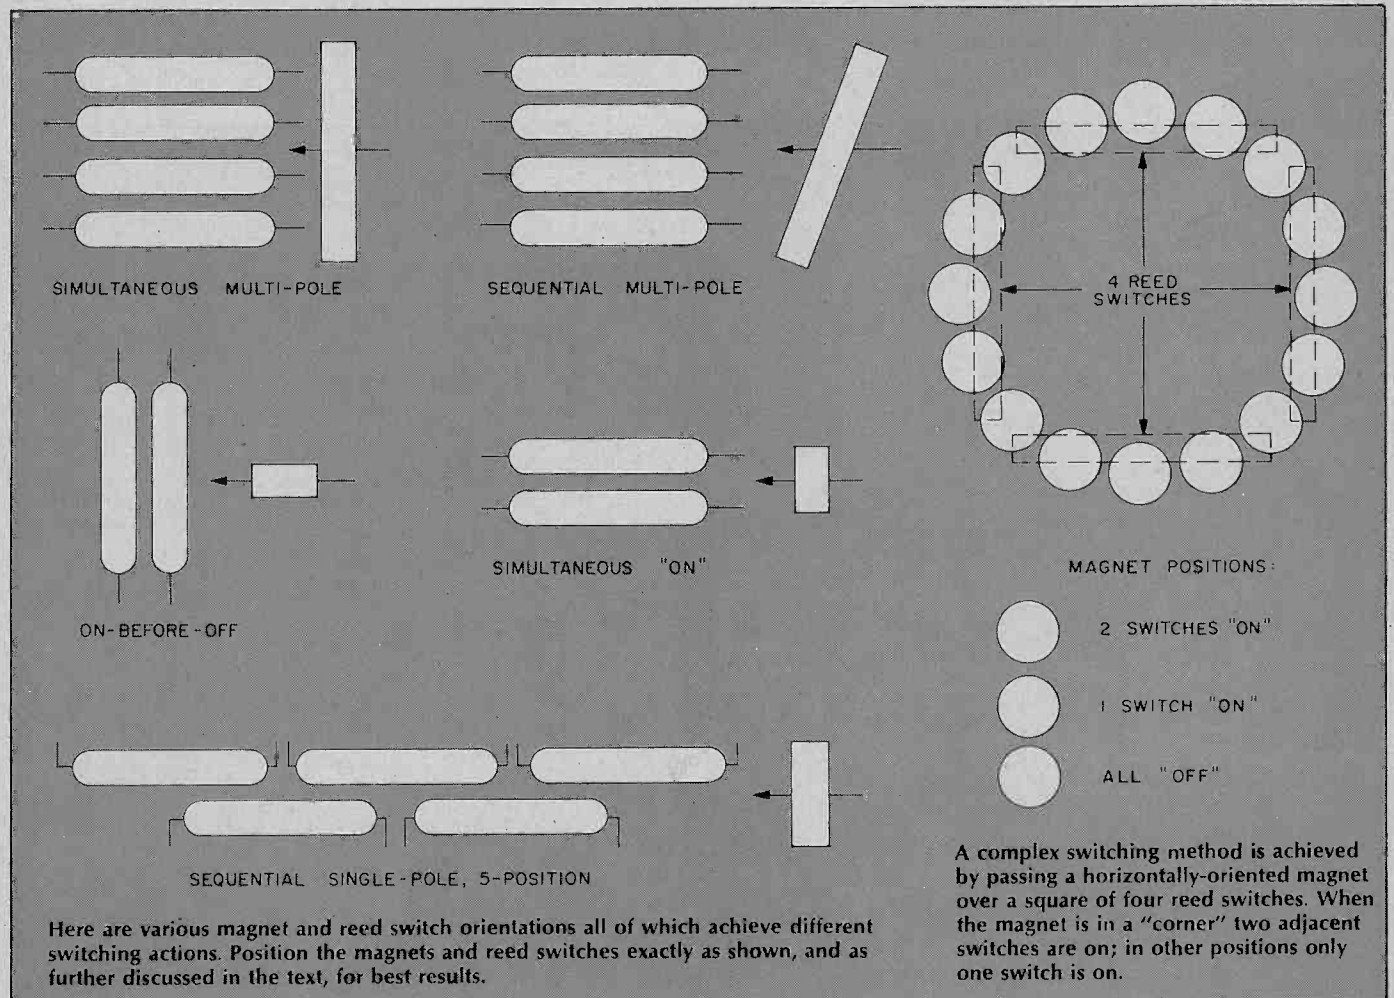 SIMULTANEOUS MULTI-POLE
SEQUENTIAL MULTI-POLE
4 REED
SWITCHES
ON-BEFORE-OFF
SIMULTANEOUS "ON"
MAGNET POSITIONS:
2 SWITCHES "ON"
1 SWITCH "ON"
ALL "OFF"
SEQUENTIAL SINGLE-POLE, 5-POSITION
Here are various magnet and reed switch orientations all of which achieve different
switching actions. Position the magnets and reed switches exactly as shown, and as
further discussed in the text, for best results.
A complex switching method is achieved
by passing a horizontally-oriented magnet
over a square of four reed switches. When
the magnet is in a "corner" two adjacent
switches are on; in other positions only
one switch is on.